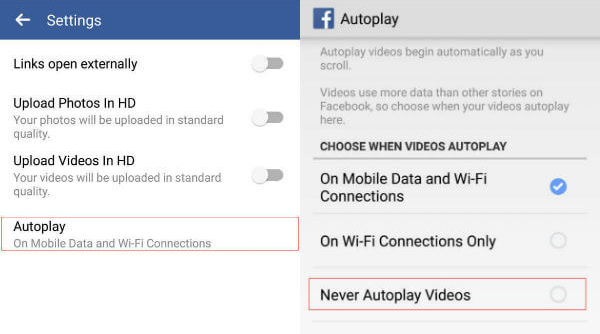 Settings
Links open externally
Upload Photos In HD
Your photos will be uploaded in standard
quality.
Upload Videos In HD
Your videos will be uploaded in standard
quality.
Autoplay
On Mobile Data and Wi-Fi Connections
Autoplay
Autoplay videos begin automatically as you
scroll.
Videos use more data than other stories on
Facebook, so choose when your videos autoplay
here.
CHOOSE WHEN VIDEOS AUTOPLAY
On Mobile Data and Wi-Fi
Connections
On Wi-Fi Connections Only
Never Autoplay Videos